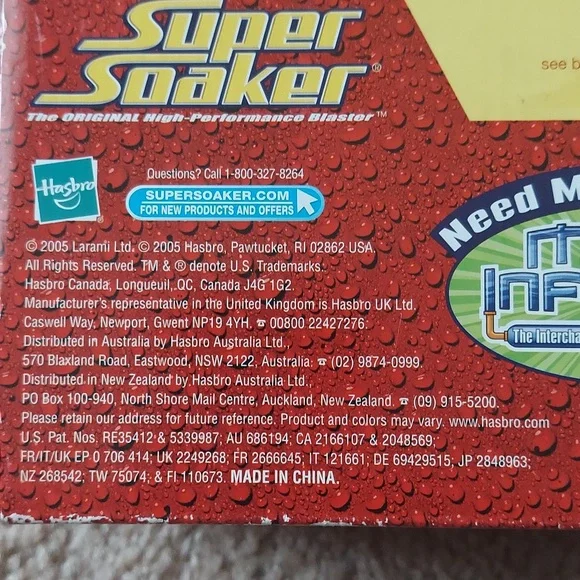 Super
Soaker®
The ORIGINAL High-Performance Blaster™
see b
Hasbro®
Questions? Call 1-800-327-8264
SUPERSOAKER.COM
FOR NEW PRODUCTS AND OFFERS
Need M
The Intercha
© 2005 Larami Ltd. © 2005 Hasbro, Pawtucket, RI 02862 USA.
All Rights Reserved. TM & ® denote U.S. Trademarks.
Hasbro Canada, Longueuil, QC, Canada J4G 1G2.
Manufacturer's representative in the United Kingdom is Hasbro UK Ltd,
Caswell Way, Newport, Gwent NP19 4YH, ☎ 00800 22427276.
Distributed in Australia by Hasbro Australia Ltd.,
570 Blaxland Road, Eastwood, NSW 2122, Australia. ☎ (02) 9874-0999.
Distributed in New Zealand by Hasbro Australia Ltd.,
PO Box 100-940, North Shore Mail Centre, Auckland, New Zealand. ☎ (09) 915-5200.
Please retain our address for future reference. Product and colors may vary. www.hasbro.com
U.S. Pat. Nos. RE35412 & 5339987; AU 686194; CA 2166107 & 2048569;
FR/IT/UK EP 0 706 414; UK 2249268; FR 2666645; IT 121661; DE 69429515; JP 2848963;
NZ 268542; TW 75074; & FI 110673. MADE IN CHINA.